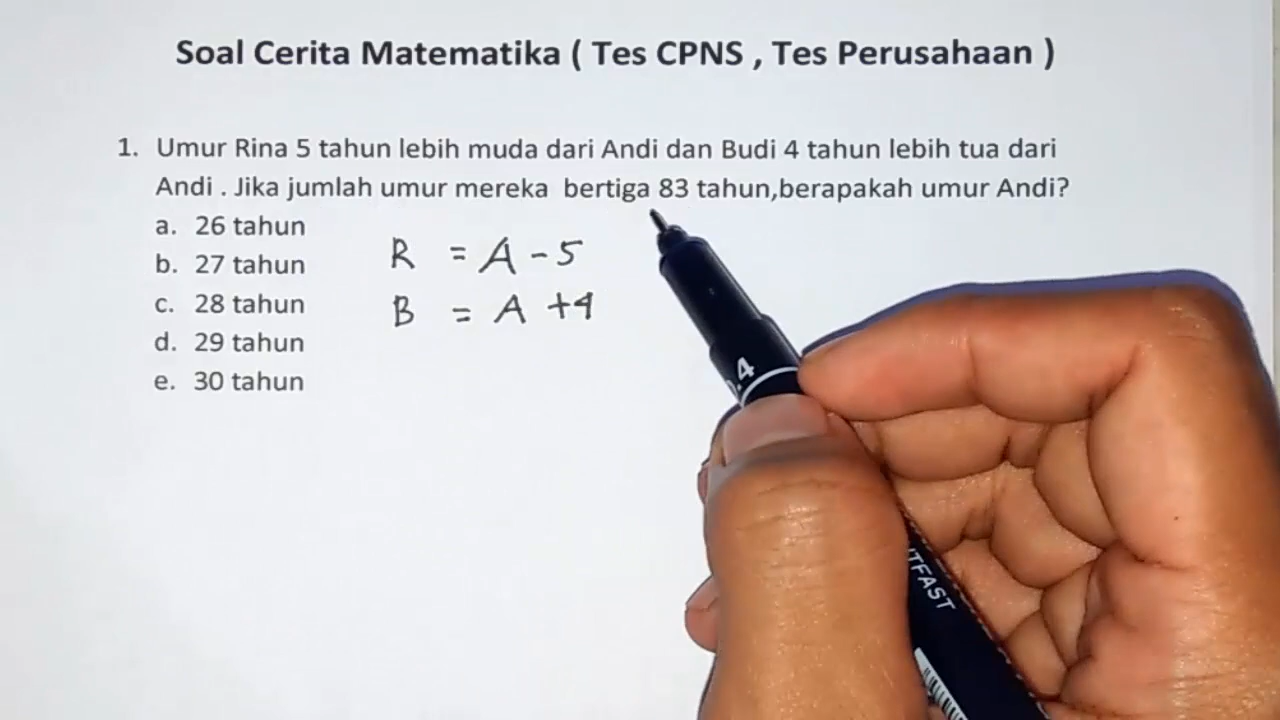 Soal Cerita Matematika ( Tes CPNS , Tes Perusahaan )
1. Umur Rina 5 tahun lebih muda dari Andi dan Budi 4 tahun lebih tua dari
Andi . Jika jumlah umur mereka bertiga 83 tahun,berapakah umur Andi?
a. 26 tahun
b. 27 tahun
c. 28 tahun
d. 29 tahun
e. 30 tahun
R = A - 5
B = A + 4